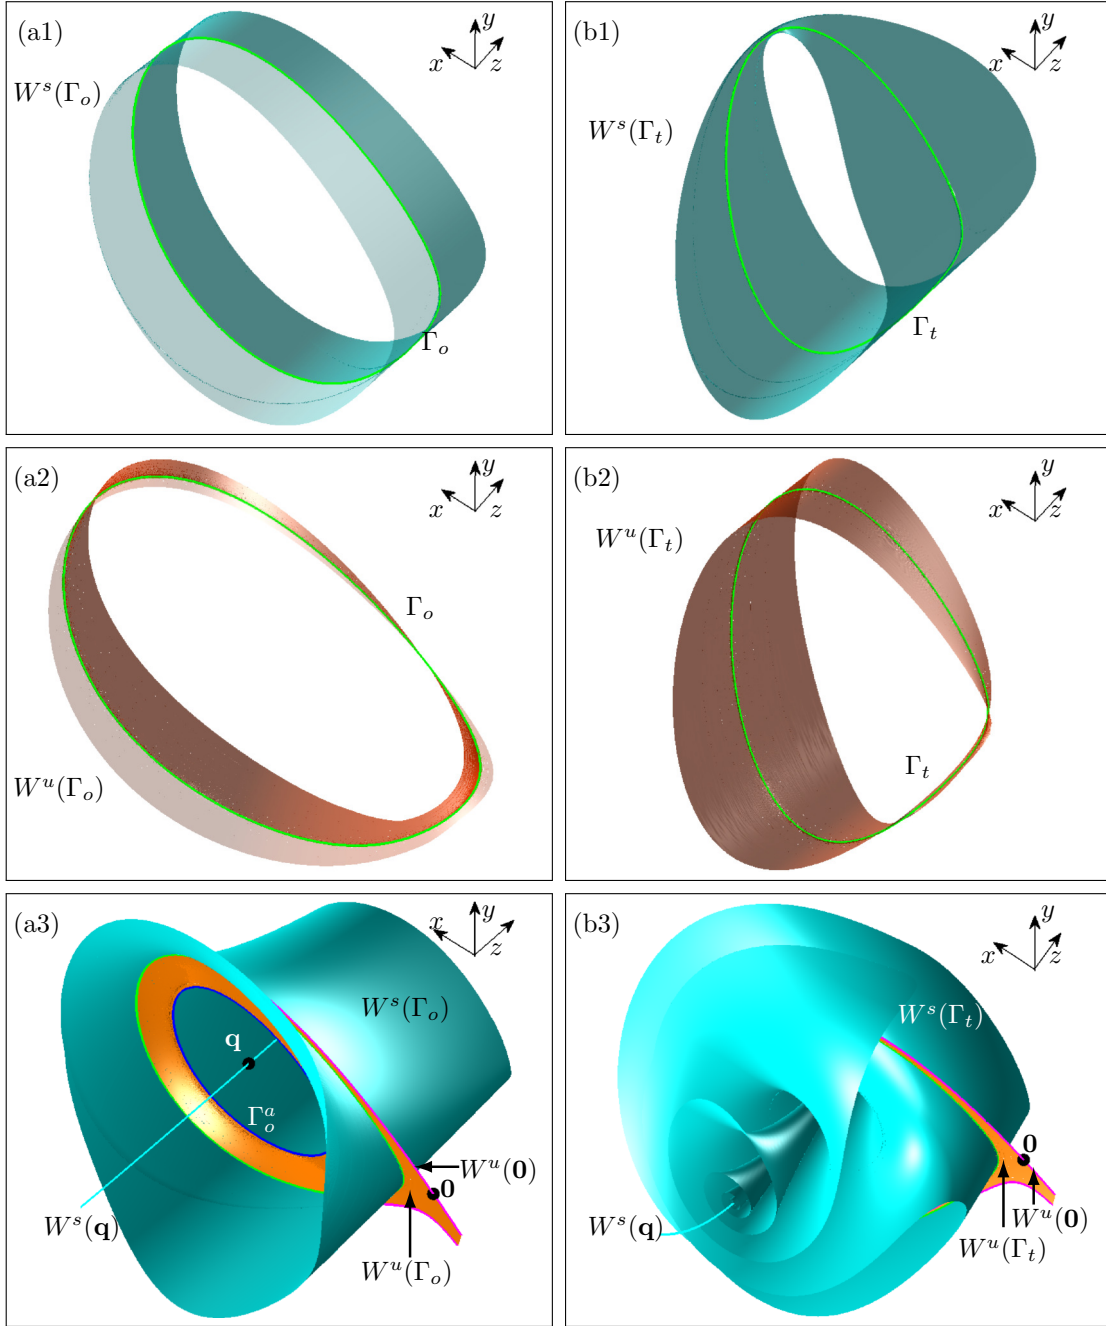 (a1)
y
x
z
W^s(Γ_o)
Γ_o
(b1)
y
x
z
W^s(Γ_t)
Γ_t
(a2)
y
x
z
Γ_o
W^u(Γ_o)
(b2)
y
x
z
W^u(Γ_t)
Γ_t
(a3)
y
x
z
W^s(Γ_o)
q
Γ_o^a
W^u(0)
0
W^s(q)
W^u(Γ_o)
(b3)
y
x
z
W^s(Γ_t)
0
W^s(q)
W^u(0)
W^u(Γ_t)